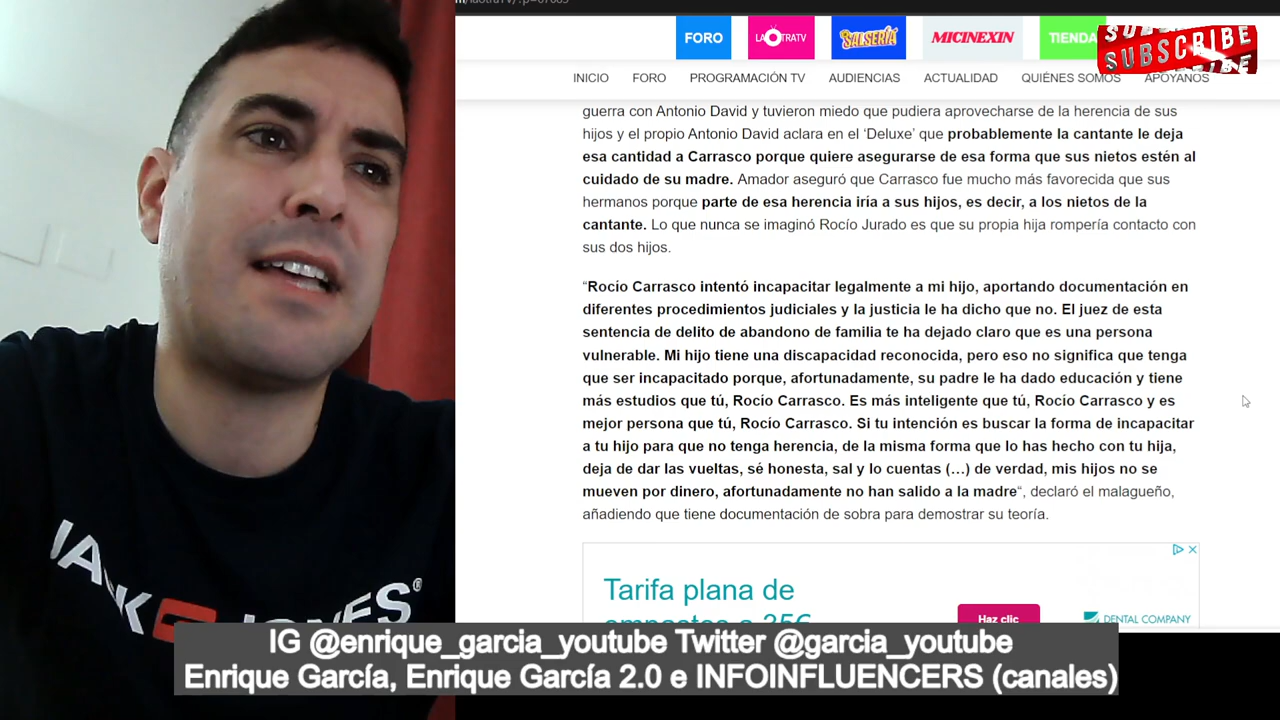 FORO
LA OTRATV
SALSERÍA
MICINEXIN
TIENDA
SUBSCRIBE
INICIO FORO PROGRAMACIÓN TV AUDIENCIAS ACTUALIDAD QUIÉNES SOMOS APÓYANOS
guerra con Antonio David y tuvieron miedo que pudiera aprovecharse de la herencia de sus
hijos y el propio Antonio David aclara en el ‘Deluxe’ que probablemente la cantante le deja
esa cantidad a Carrasco porque quiere asegurarse de esa forma que sus nietos estén al
cuidado de su madre. Amador aseguró que Carrasco fue mucho más favorecida que sus
hermanos porque parte de esa herencia iría a sus hijos, es decir, a los nietos de la
cantante. Lo que nunca se imaginó Rocío Jurado es que su propia hija rompería contacto con
sus dos hijos.
“Rocío Carrasco intentó incapacitar legalmente a mi hijo, aportando documentación en
diferentes procedimientos judiciales y la justicia le ha dicho que no. El juez de esta
sentencia de delito de abandono de familia te ha dejado claro que es una persona
vulnerable. Mi hijo tiene una discapacidad reconocida, pero eso no significa que tenga
que ser incapacitado porque, afortunadamente, su padre le ha dado educación y tiene
más estudios que tú, Rocío Carrasco. Es más inteligente que tú, Rocío Carrasco y es
mejor persona que tú, Rocío Carrasco. Si tu intención es buscar la forma de incapacitar
a tu hijo para que no tenga herencia, de la misma forma que lo has hecho con tu hija,
deja de dar las vueltas, sé honesta, sal y lo cuentas (…) de verdad, mis hijos no se
mueven por dinero, afortunadamente no han salido a la madre“, declaró el malagueño,
añadiendo que tiene documentación de sobra para demostrar su teoría.
Tarifa plana de
Haz clic
DENTAL COMPANY
JACK JONES®
IG @enrique_garcia_youtube Twitter @garcia_youtube
Enrique García, Enrique García 2.0 e INFOINFLUENCERS (canales)